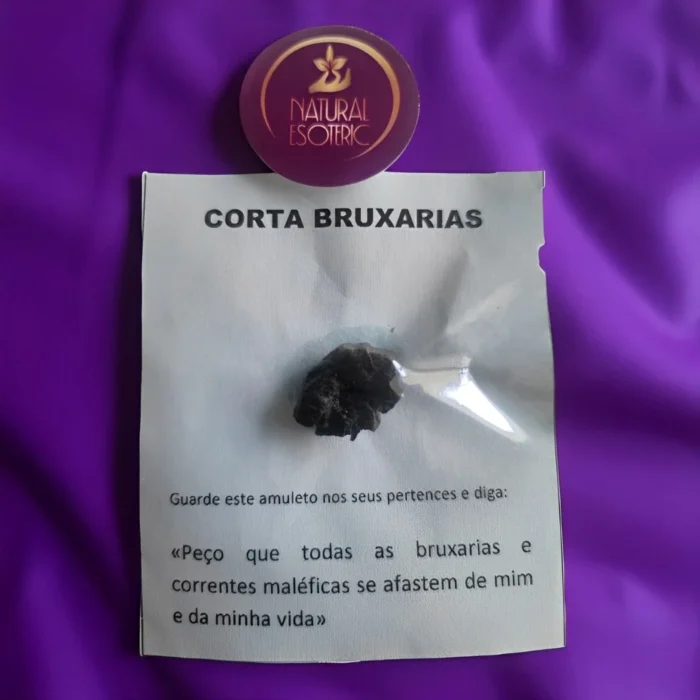 NATURAL
ESOTERIC
CORTA BRUXARIAS
Guarde este amuleto nos seus pertences e diga:
«Peço que todas as bruxarias e
correntes maléficas se afastem de mim
e da minha vida»